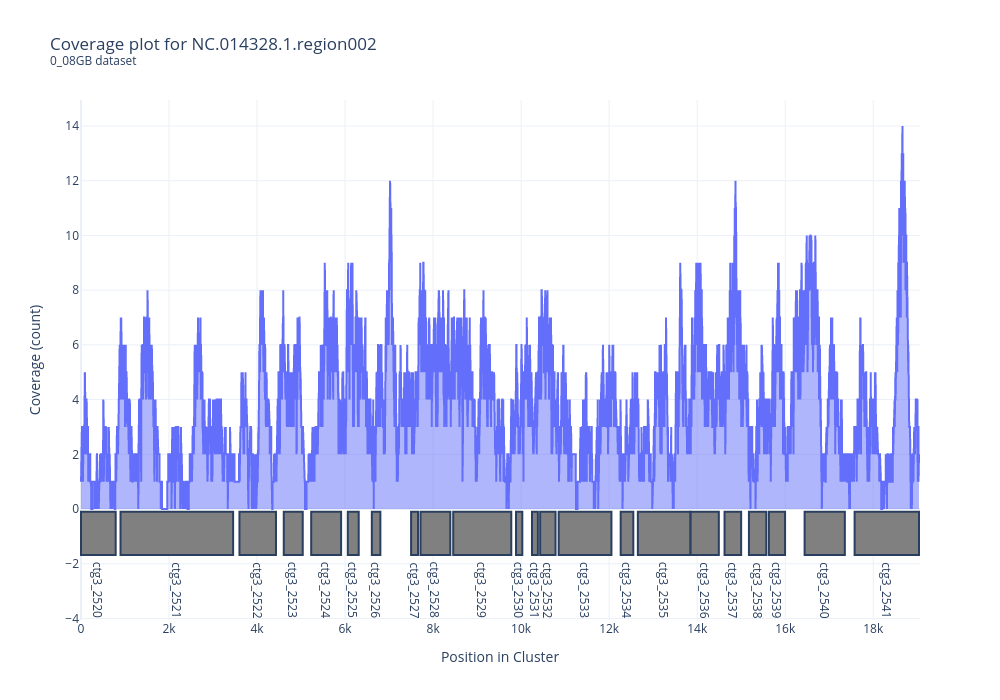 Coverage plot for NC.014328.1.region002
0_08GB dataset
14
12
10
8
6
4
2
0
−2
−4
Coverage (count)
ctg3_2520
ctg3_2521
ctg3_2522
ctg3_2523
ctg3_2524
ctg3_2525
ctg3_2526
ctg3_2527
ctg3_2528
ctg3_2529
ctg3_2530
ctg3_2531
ctg3_2532
ctg3_2533
ctg3_2534
ctg3_2535
ctg3_2536
ctg3_2537
ctg3_2538
ctg3_2539
ctg3_2540
ctg3_2541
0
2k
4k
6k
8k
10k
12k
14k
16k
18k
Position in Cluster